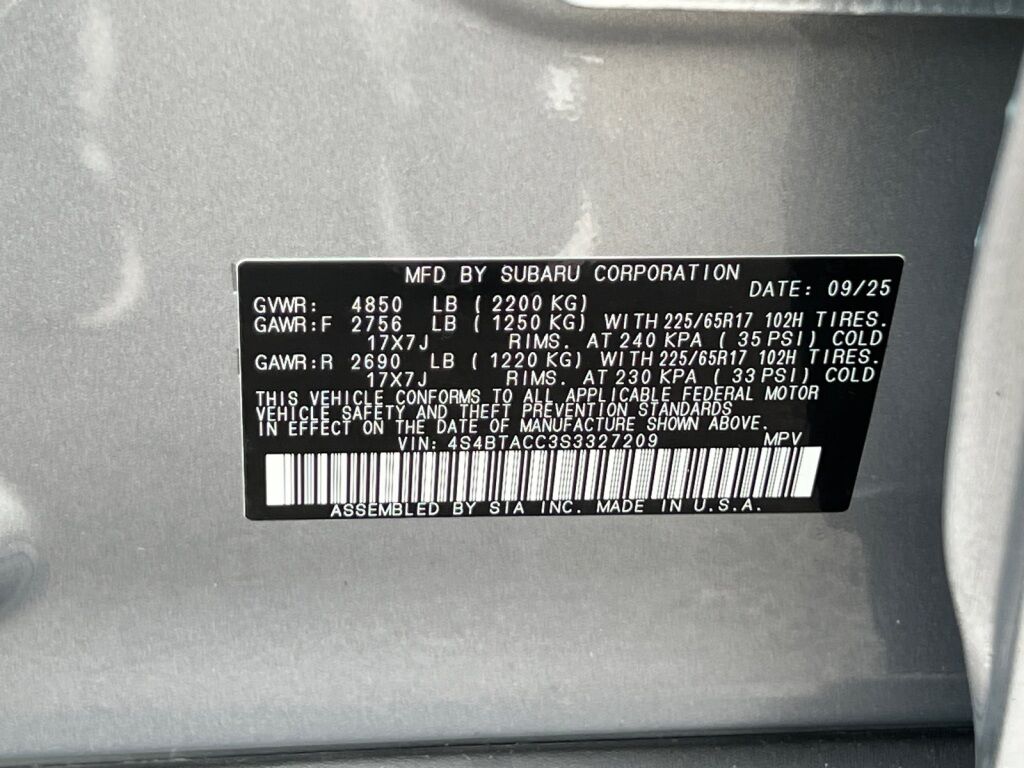 MFD BY SUBARU CORPORATION
DATE: 09/25
GVWR: 4850 LB ( 2200 KG)
GAWR:F 2756 LB ( 1250 KG) WITH 225/65R17 102H TIRES.
17X7J RIMS. AT 240 KPA ( 35 PSI) COLD
GAWR:R 2690 LB ( 1220 KG) WITH 225/65R17 102H TIRES.
17X7J RIMS. AT 230 KPA ( 33 PSI) COLD
THIS VEHICLE CONFORMS TO ALL APPLICABLE FEDERAL MOTOR
VEHICLE SAFETY AND THEFT PREVENTION STANDARDS
IN EFFECT ON THE DATE OF MANUFACTURE SHOWN ABOVE.
VIN: 4S4BTACC3S3327209 MPV
ASSEMBLED BY SIA INC. MADE IN U.S.A.